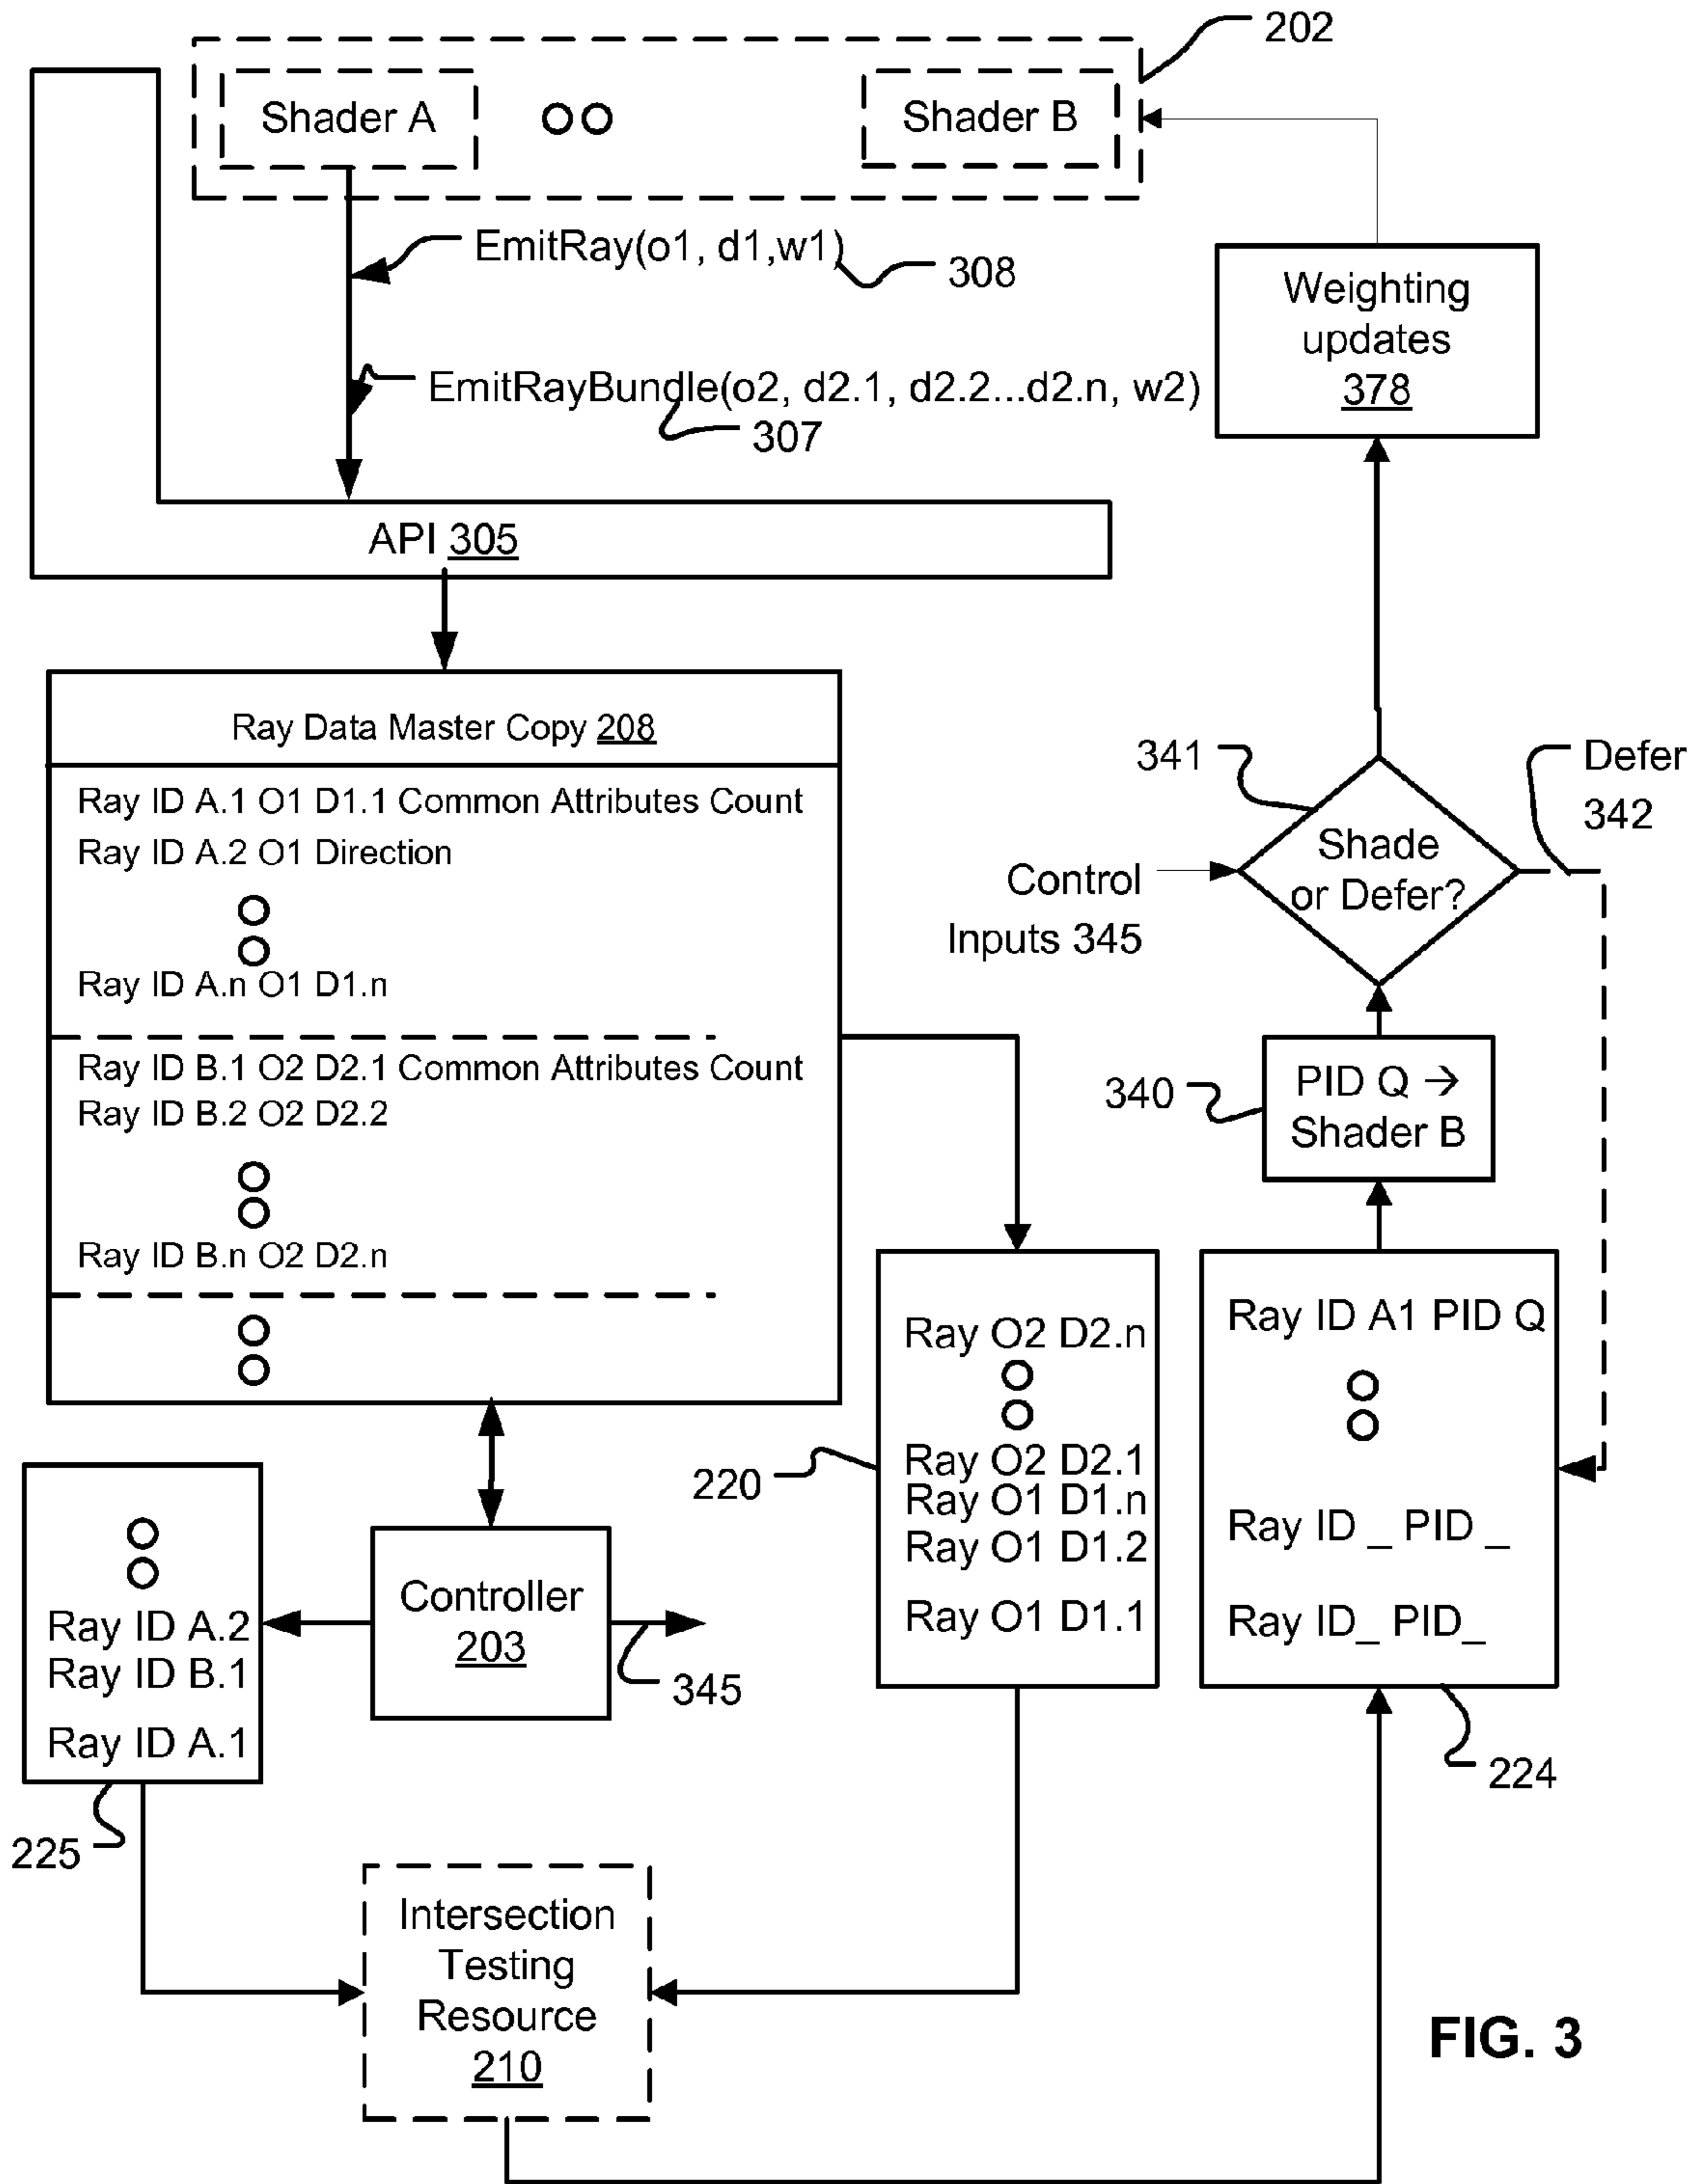 202
Shader A
Shader B
EmitRay(o1, d1,w1)
308
EmitRayBundle(o2, d2.1, d2.2...d2.n, w2)
307
Weighting
updates
378
API 305
Ray Data Master Copy 208
Ray ID A.1 O1 D1.1 Common Attributes Count
Ray ID A.2 O1 Direction
Ray ID A.n O1 D1.n
Ray ID B.1 O2 D2.1 Common Attributes Count
Ray ID B.2 O2 D2.2
Ray ID B.n O2 D2.n
341
Defer
342
Shade
or Defer?
Control
Inputs 345
340
PID Q →
Shader B
Ray O2 D2.n
Ray O2 D2.1
Ray O1 D1.n
Ray O1 D1.2
Ray O1 D1.1
220
Ray ID A1 PID Q
Ray ID _ PID _
Ray ID_ PID_
224
Ray ID A.2
Ray ID B.1
Ray ID A.1
225
Controller
203
345
Intersection
Testing
Resource
210
FIG. 3